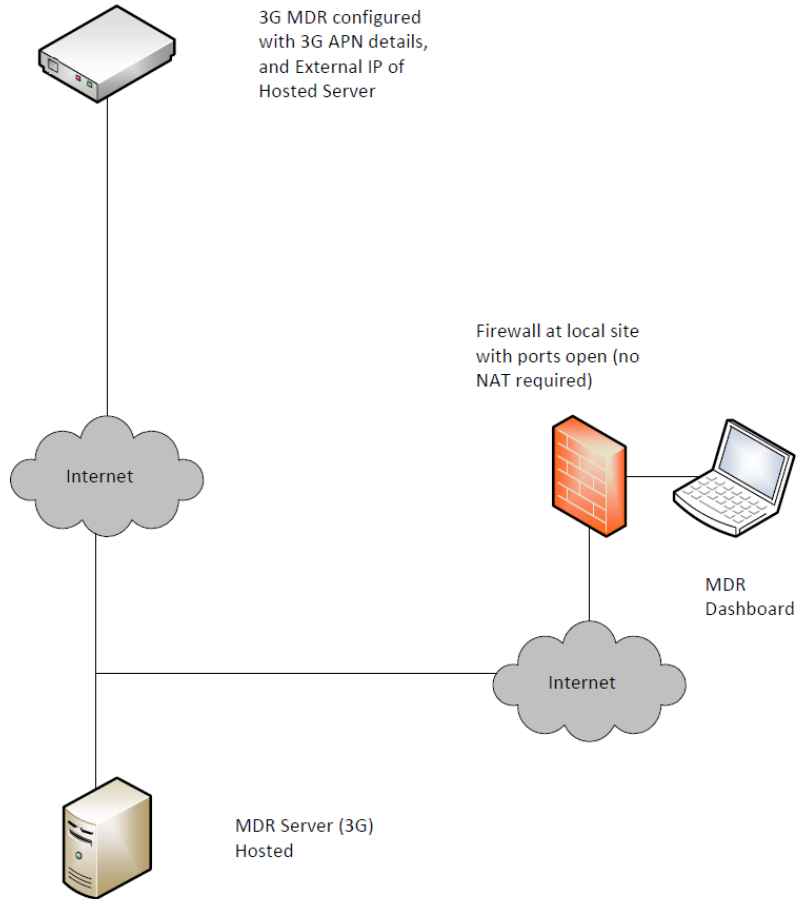 3G MDR configured
with 3G APN details,
and External IP of
Hosted Server
Firewall at local site
with ports open (no
NAT required)
Internet
MDR
Dashboard
Internet
MDR Server (3G)
Hosted